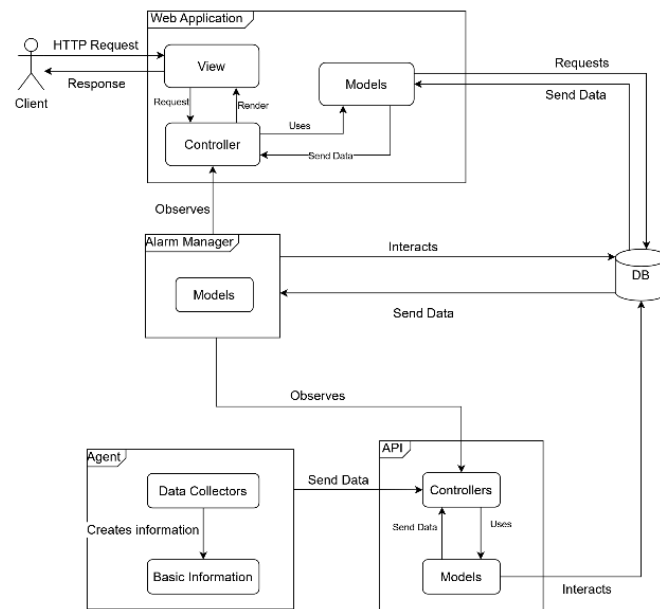 Web Application
HTTP Request
Response
Client
View
Models
Requests
Send Data
Request
Render
Uses
Controller
Send Data
Observes
Alarm Manager
Interacts
Models
DB
Send Data
Observes
Agent
API
Data Collectors
Send Data
Controllers
Creates information
Send Data
Uses
Basic Information
Models
Interacts